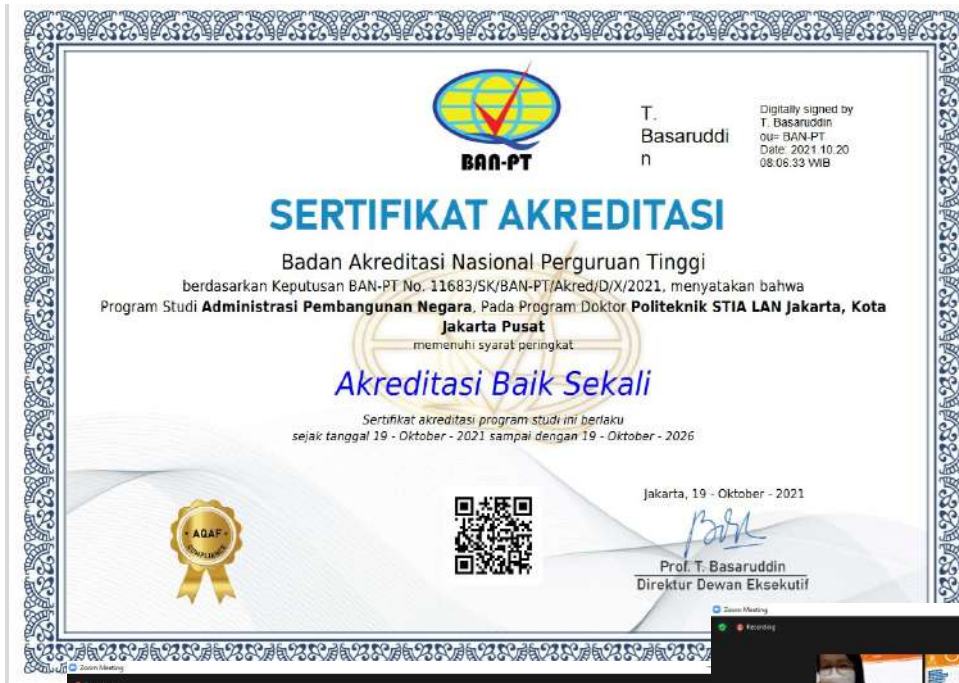 BAN-PT
T.
Basaruddi
n
Digitally signed by
T. Basaruddin
ou= BAN-PT
Date: 2021.10.20
08:06:33 WIB
SERTIFIKAT AKREDITASI
Badan Akreditasi Nasional Perguruan Tinggi
berdasarkan Keputusan BAN-PT No. 11683/SK/BAN-PT/Akred/D/X/2021, menyatakan bahwa
Program Studi Administrasi Pembangunan Negara, Pada Program Doktor Politeknik STIA LAN Jakarta, Kota
Jakarta Pusat
memenuhi syarat peringkat
Akreditasi Baik Sekali
Sertifikat akreditasi program studi ini berlaku
sejak tanggal 19 - Oktober - 2021 sampai dengan 19 - Oktober - 2026
AQAF
COMPLIANCE
Jakarta, 19 - Oktober - 2021
Prof. T. Basaruddin
Direktur Dewan Eksekutif
Zoom Meeting
Recording
Zoom Meeting